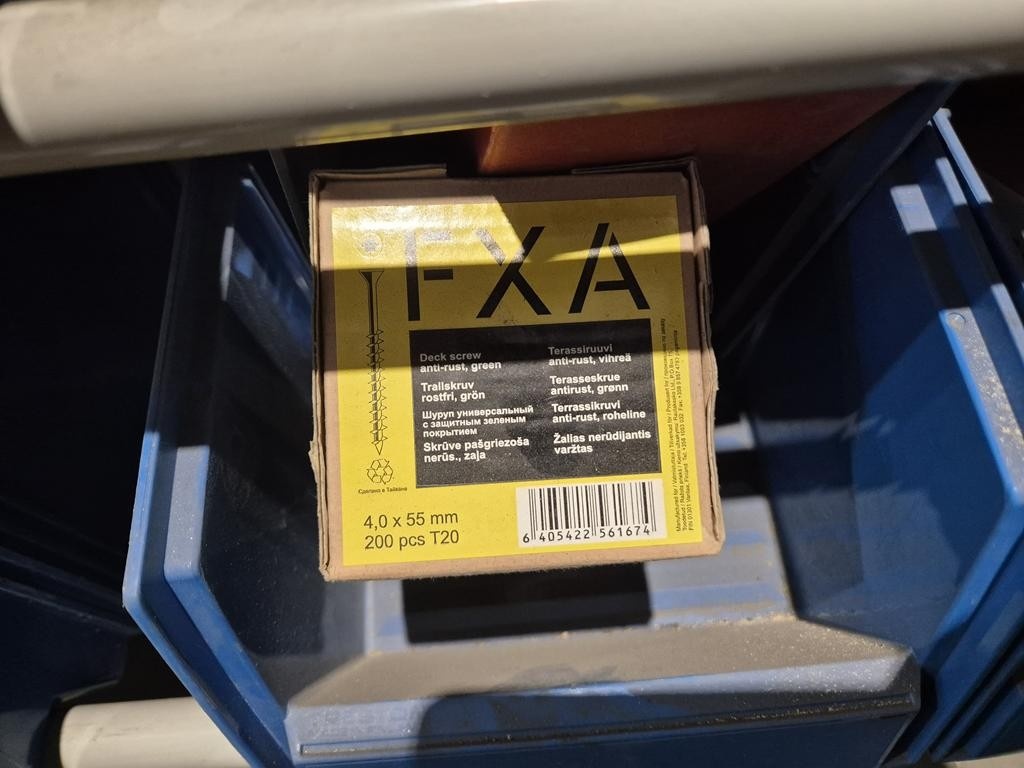 FXA
Deck screw
anti-rust, green
Trallskruv
rostfri, grön
Шуруп универсальный
с защитным зеленым
покрытием
Skrūve pašgriezoša
nerūs., zaļa
Terassiruuvi
anti-rust, vihreä
Terasseskrue
antirust, grønn
Terrassikruvi
anti-rust, roheline
Žalias nerūdijantis
varžtas
Сделано в Тайване
4,0 x 55 mm
200 pcs T20
6 405422 561674